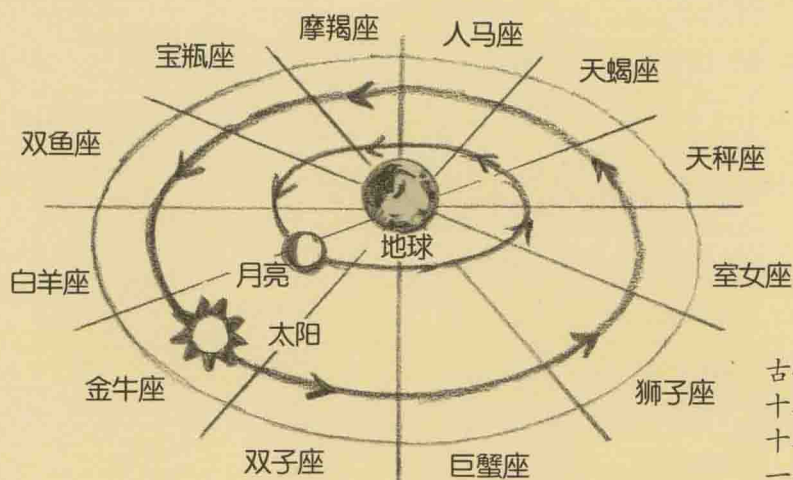 摩羯座
人马座
宝瓶座
天蝎座
双鱼座
天秤座
地球
月亮
白羊座
室女座
太阳
金牛座
狮子座
双子座
巨蟹座
古
十
十
一